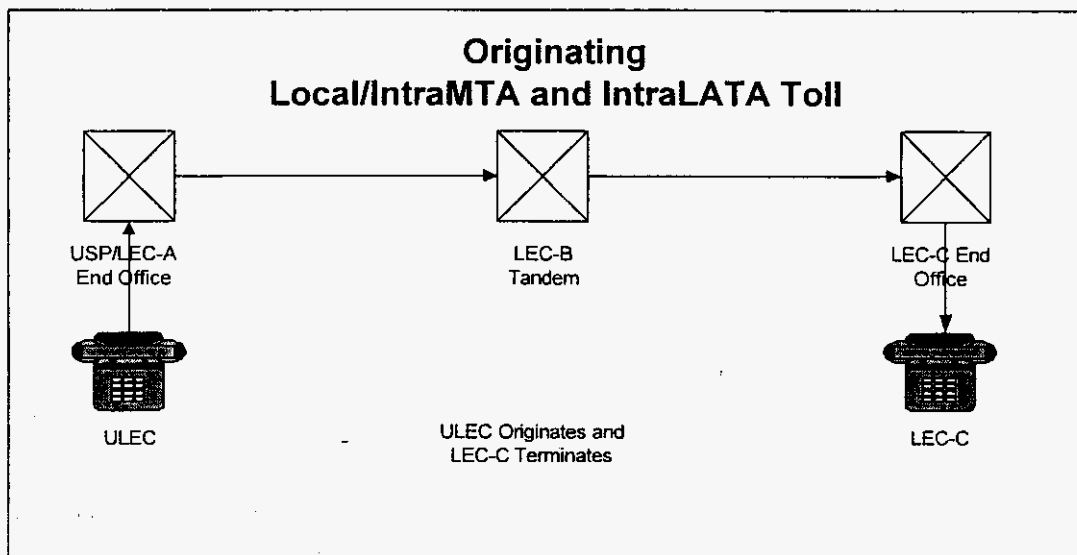 Originating
Local/IntraMTA and IntraLATA Toll
USP/LEC-A
End Office
LEC-B
Tandem
LEC-C End
Office
ULEC
ULEC Originates and
LEC-C Terminates
LEC-C